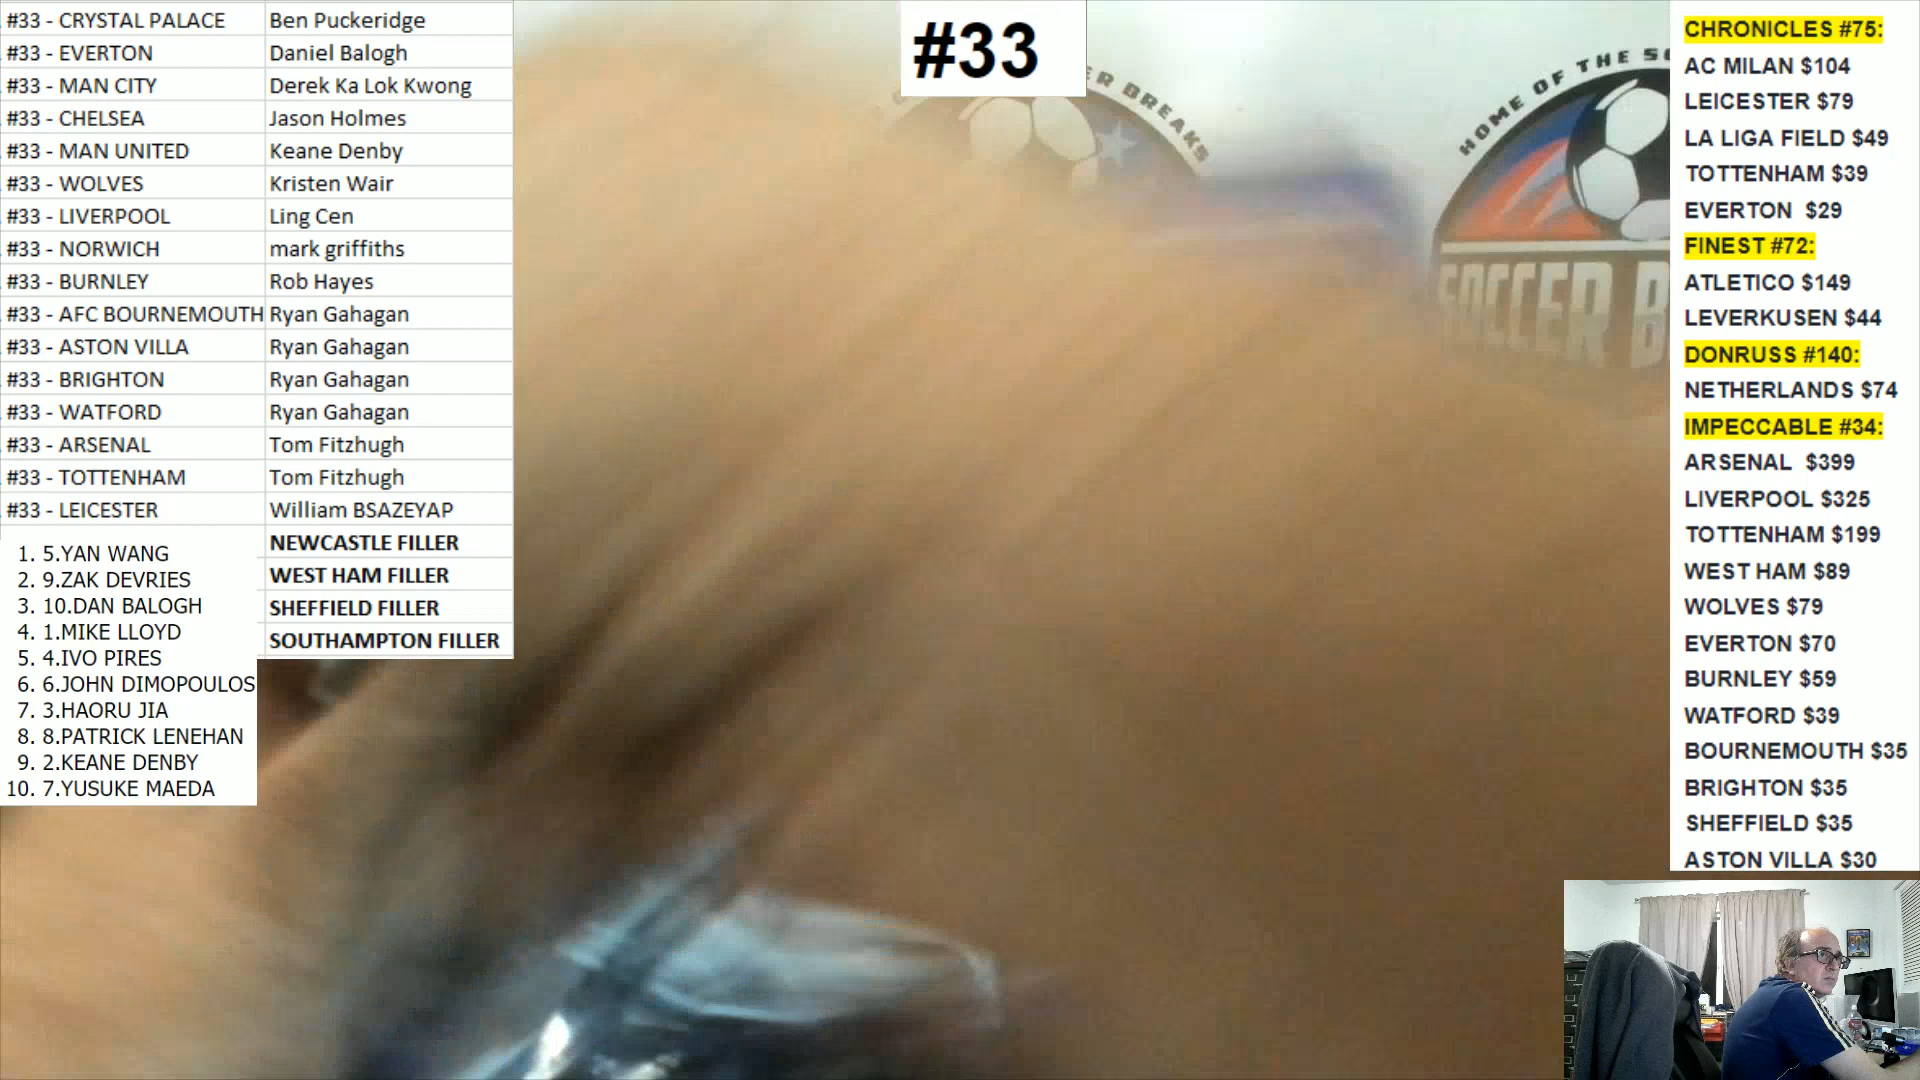 #33 - CRYSTAL PALACE Ben Puckeridge
#33 - EVERTON Daniel Balogh
#33 - MAN CITY Derek Ka Lok Kwong
#33 - CHELSEA Jason Holmes
#33 - MAN UNITED Keane Denby
#33 - WOLVES Kristen Wair
#33 - LIVERPOOL Ling Cen
#33 - NORWICH mark griffiths
#33 - BURNLEY Rob Hayes
#33 - AFC BOURNEMOUTH Ryan Gahagan
#33 - ASTON VILLA Ryan Gahagan
#33 - BRIGHTON Ryan Gahagan
#33 - WATFORD Ryan Gahagan
#33 - ARSENAL Tom Fitzhugh
#33 - TOTTENHAM Tom Fitzhugh
#33 - LEICESTER William BSAZEYAP
NEWCASTLE FILLER
WEST HAM FILLER
SHEFFIELD FILLER
SOUTHAMPTON FILLER
1. 5.YAN WANG
2. 9.ZAK DEVRIES
3. 10.DAN BALOGH
4. 1.MIKE LLOYD
5. 4.IVO PIRES
6. 6.JOHN DIMOPOULOS
7. 3.HAORU JIA
8. 8.PATRICK LENEHAN
9. 2.KEANE DENBY
10. 7.YUSUKE MAEDA
#33
BREAKS
HOME OF THE
SOCCER
CHRONICLES #75:
AC MILAN $104
LEICESTER $79
LA LIGA FIELD $49
TOTTENHAM $39
EVERTON $29
FINEST #72:
ATLETICO $149
LEVERKUSEN $44
DONRUSS #140:
NETHERLANDS $74
IMPECCABLE #34:
ARSENAL $399
LIVERPOOL $325
TOTTENHAM $199
WEST HAM $89
WOLVES $79
EVERTON $70
BURNLEY $59
WATFORD $39
BOURNEMOUTH $35
BRIGHTON $35
SHEFFIELD $35
ASTON VILLA $30